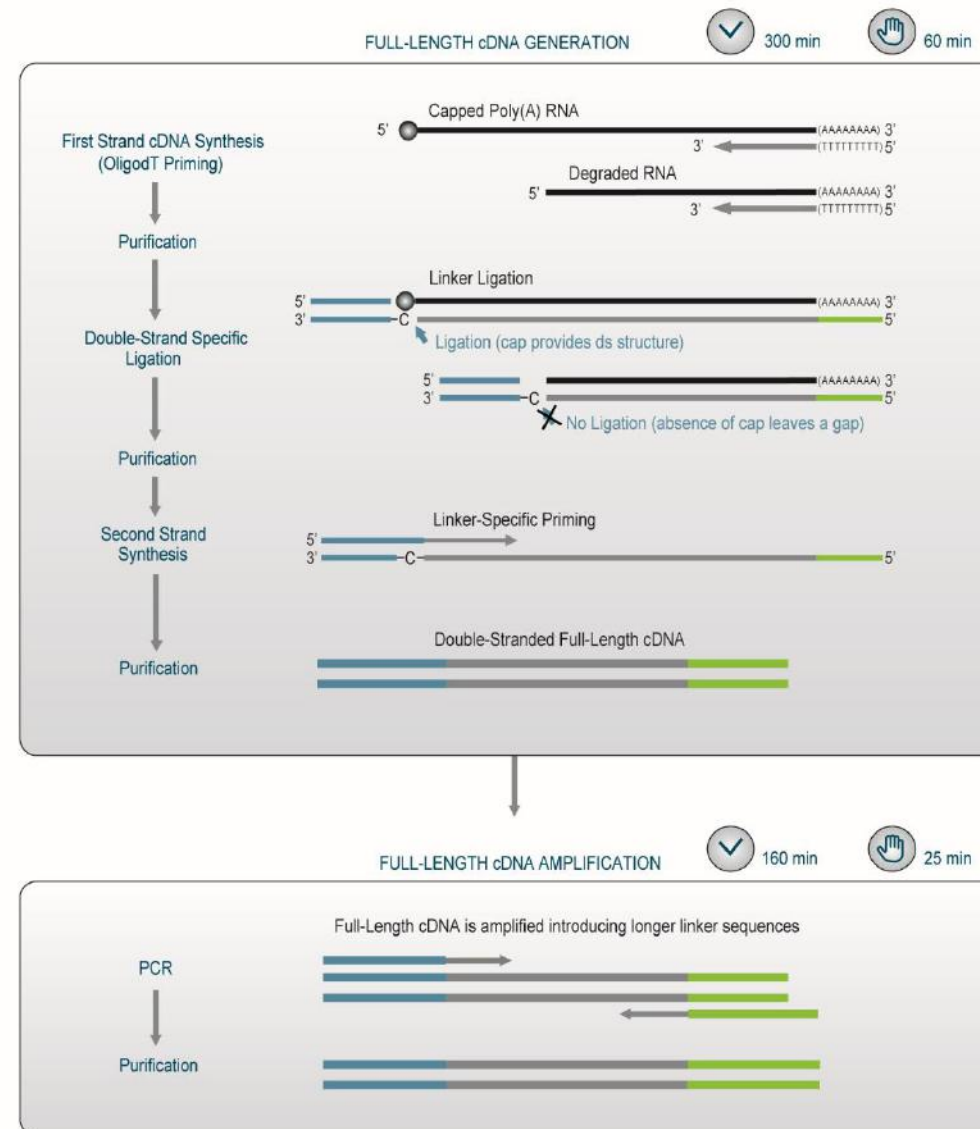 FULL-LENGTH cDNA GENERATION 300 min 60 min
First Strand cDNA Synthesis
(OligodT Priming)
Purification
Double-Strand Specific
Ligation
Purification
Second Strand
Synthesis
Purification
Capped Poly(A) RNA
5' (AAAAAAAA) 3'
3' (TTTTTTTTT) 5'
Degraded RNA
5' (AAAAAAAA) 3'
3' (TTTTTTTTT) 5'
Linker Ligation
5' (AAAAAAAA) 3'
3' C 5'
Ligation (cap provides ds structure)
5' (AAAAAAAA) 3'
3' C 5'
No Ligation (absence of cap leaves a gap)
Linker-Specific Priming
5'
3' C 5'
Double-Stranded Full-Length cDNA
FULL-LENGTH cDNA AMPLIFICATION 160 min 25 min
Full-Length cDNA is amplified introducing longer linker sequences
PCR
Purification